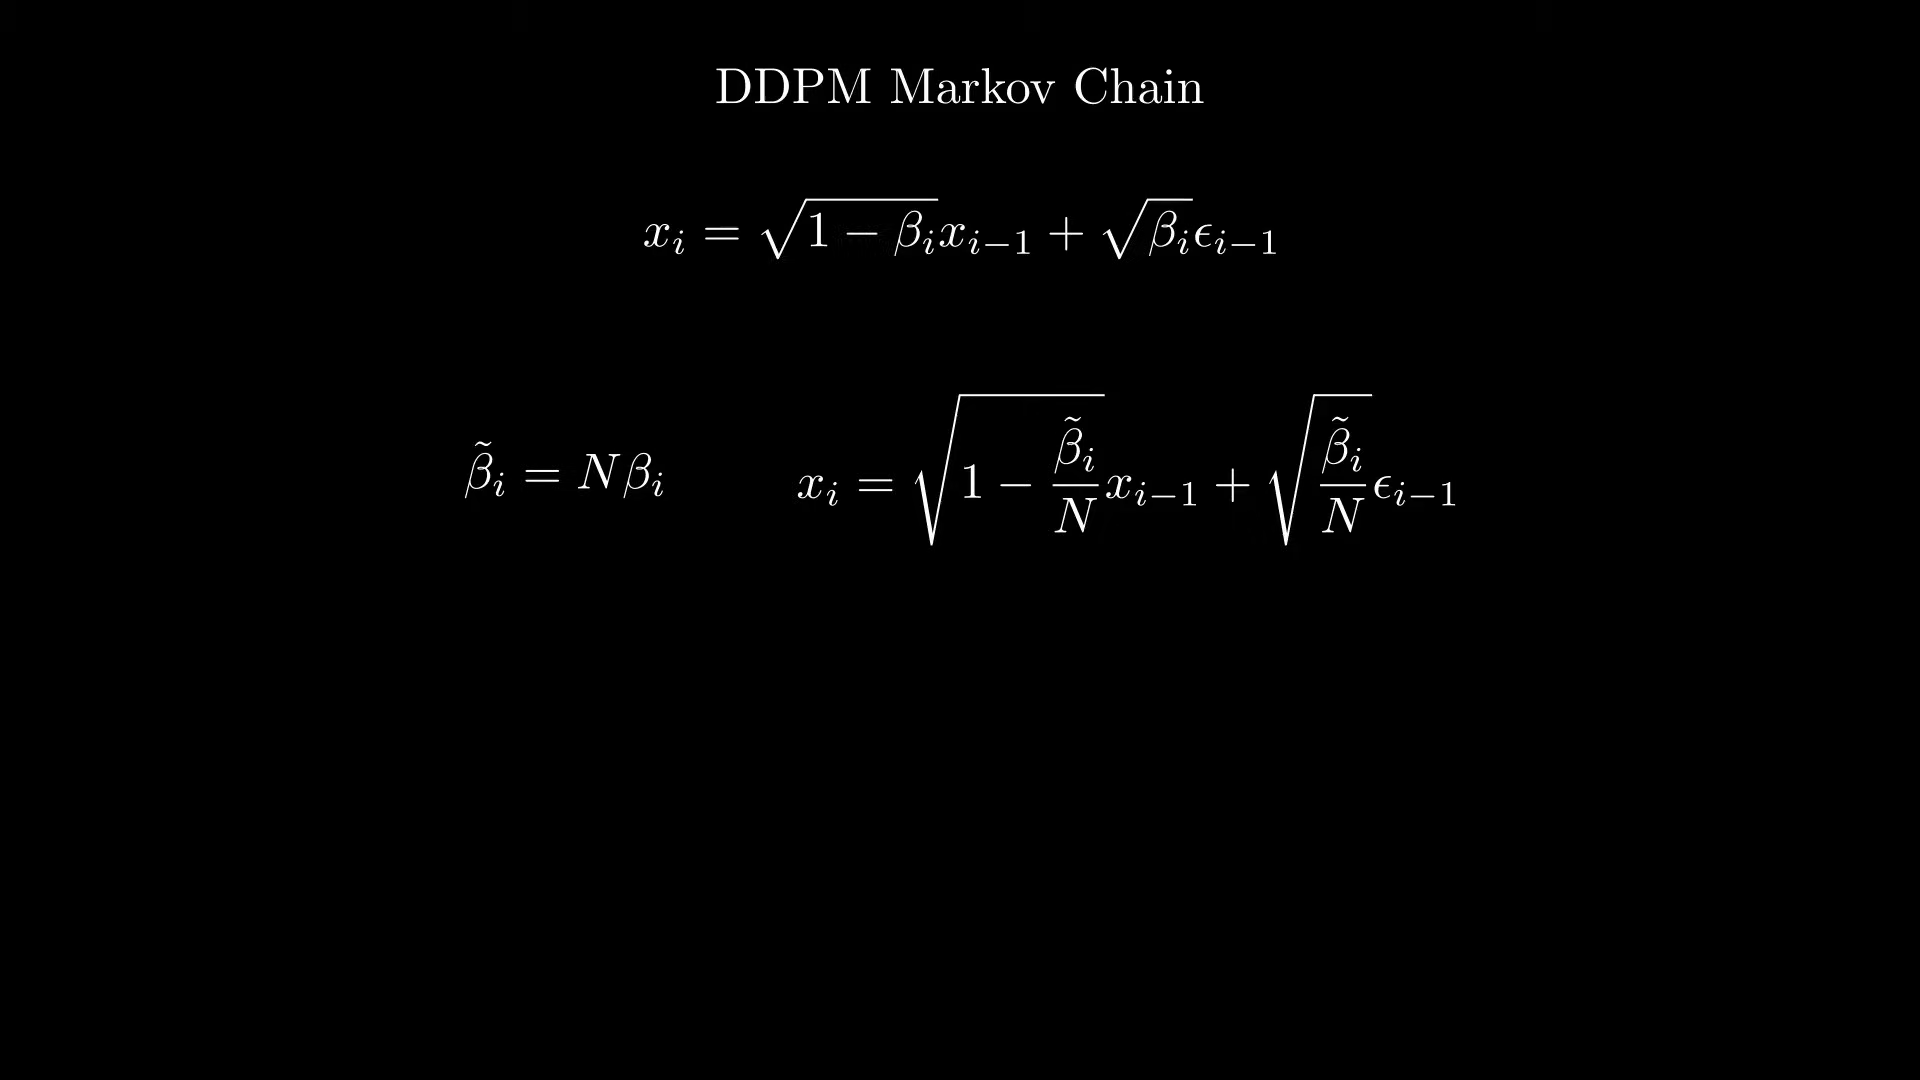 DDPM Markov Chain
$x_i = \sqrt{1 - \beta_i} x_{i-1} + \sqrt{\beta_i} \epsilon_{i-1}$
$\tilde{\beta}_i = N \beta_i$ $x_i = \sqrt{1 - \frac{\tilde{\beta}_i}{N}} x_{i-1} + \sqrt{\frac{\tilde{\beta}_i}{N}} \epsilon_{i-1}$